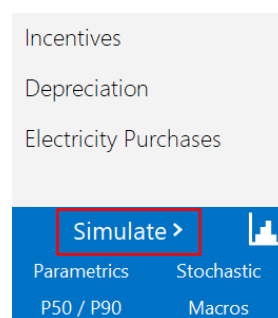 Incentives
Depreciation
Electricity Purchases
Simulate >
Parametrics Stochastic
P50 / P90 Macros